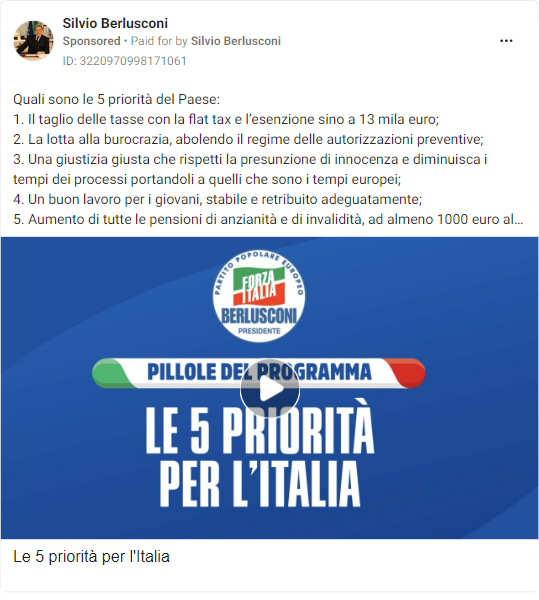 Silvio Berlusconi
Sponsored • Paid for by Silvio Berlusconi
ID: 3220970998171061
Quali sono le 5 priorità del Paese:
1. Il taglio delle tasse con la flat tax e l'esenzione sino a 13 mila euro;
2. La lotta alla burocrazia, abolendo il regime delle autorizzazioni preventive;
3. Una giustizia giusta che rispetti la presunzione di innocenza e diminuisca i
tempi dei processi portandoli a quelli che sono i tempi europei;
4. Un buon lavoro per i giovani, stabile e retribuito adeguatamente;
5. Aumento di tutte le pensioni di anzianità e di invalidità, ad almeno 1000 euro al...
PARTITO POPOLARE EUROPEO
FORZA
ITALIA
BERLUSCONI
PRESIDENTE
PILLOLE DEL PROGRAMMA
LE 5 PRIORITÀ
PER L'ITALIA
Le 5 priorità per l'Italia